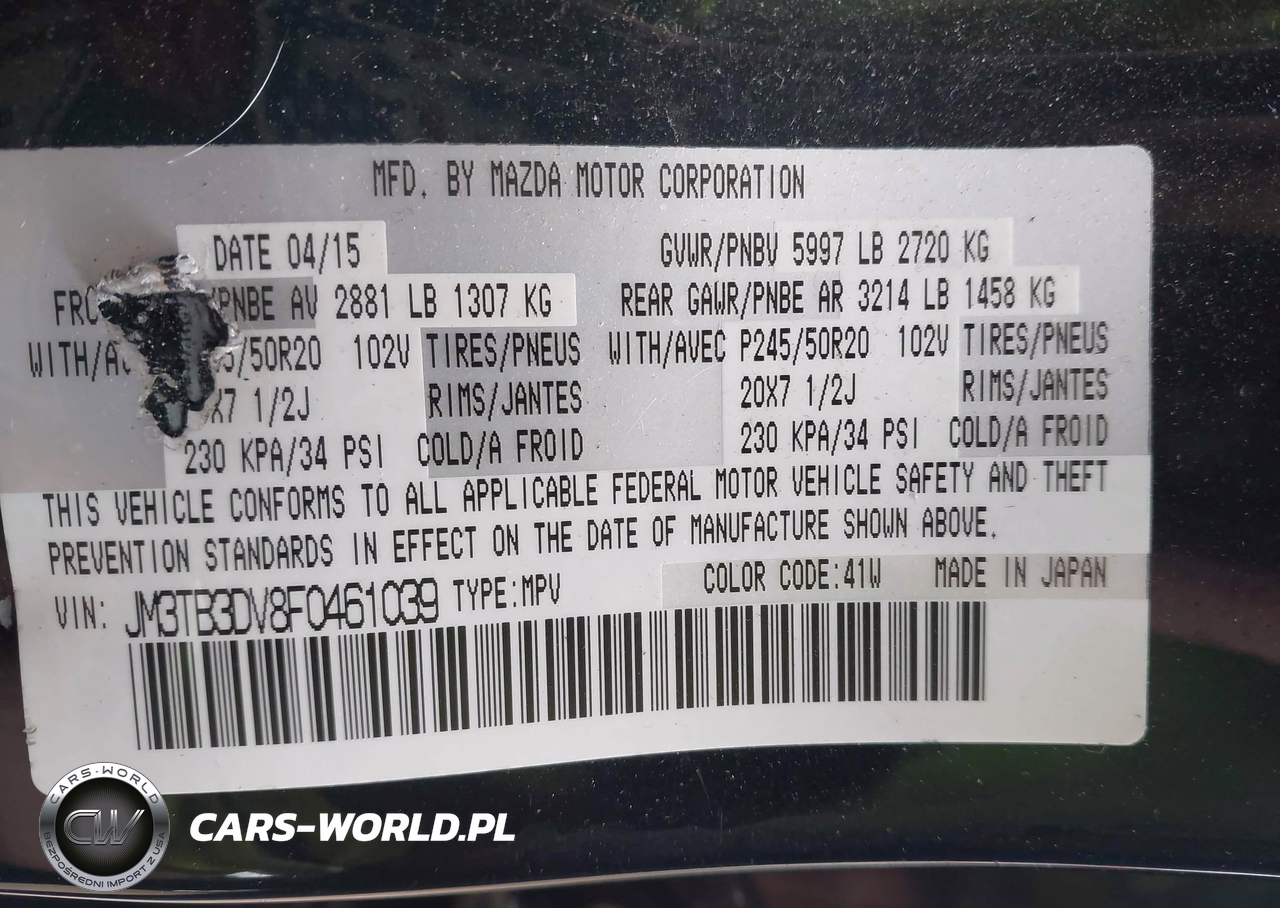 MFD. BY MAZDA MOTOR CORPORATION
DATE 04/15 GVWR/PNBV 5997 LB 2720 KG
/PNBE AV 2881 LB 1307 KG REAR GAWR/PNBE AR 3214 LB 1458 KG
5/50R20 102V TIRES/PNEUS WITH/AVEC P245/50R20 102V TIRES/PNEUS
X7 1/2J RIMS/JANTES 20X7 1/2J RIMS/JANTES
230 KPA/34 PSI COLD/A FROID 230 KPA/34 PSI COLD/A FROID
THIS VEHICLE CONFORMS TO ALL APPLICABLE FEDERAL MOTOR VEHICLE SAFETY AND THEFT
PREVENTION STANDARDS IN EFFECT ON THE DATE OF MANUFACTURE SHOWN ABOVE.
VIN: JM3TB3DV8F0461039 TYPE:MPV COLOR CODE:41W MADE IN JAPAN
CARS-WORLD
CW
BEZPOŚREDNI IMPORT Z USA
CARS-WORLD.PL